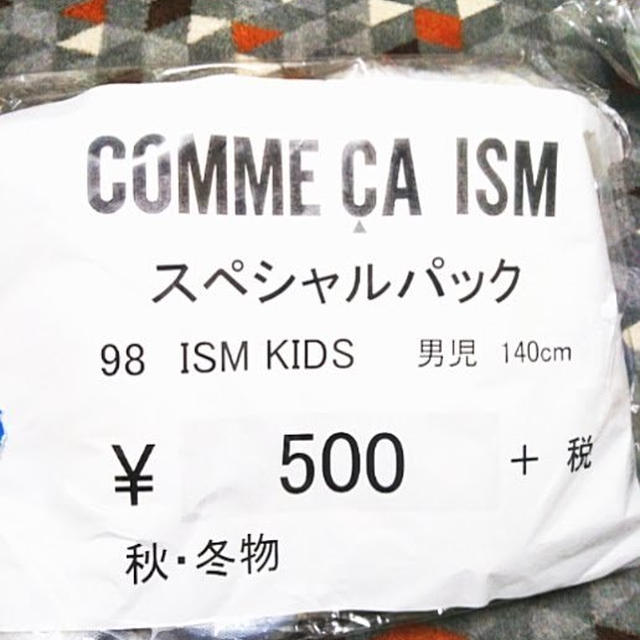 COMME ÇA ISM
スペシャルパック
98 ISM KIDS 男児 140cm
¥ 500 + 税
秋・冬物